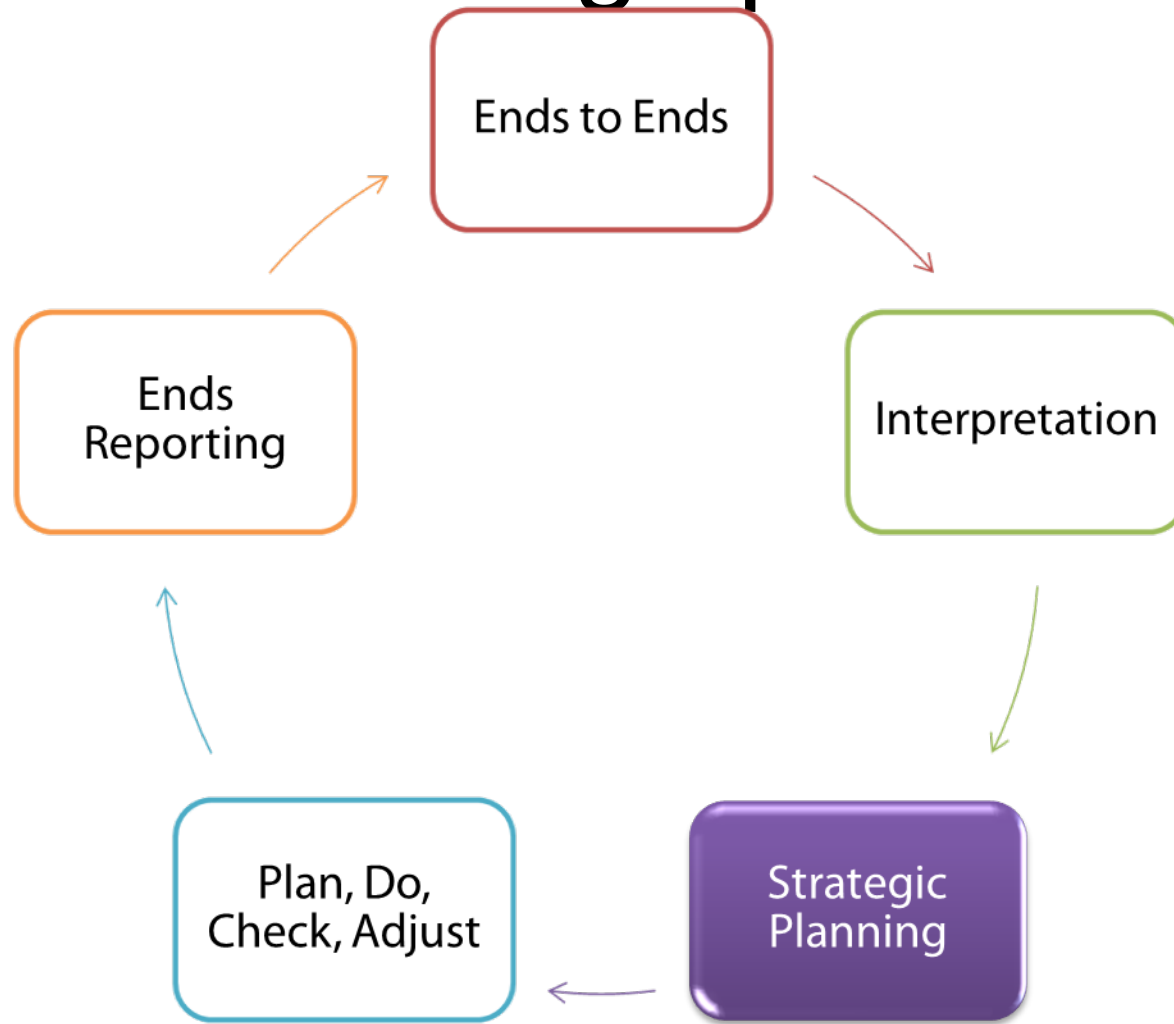 Ends to Ends
Interpretation
Strategic
Planning
Plan, Do,
Check, Adjust
Ends
Reporting